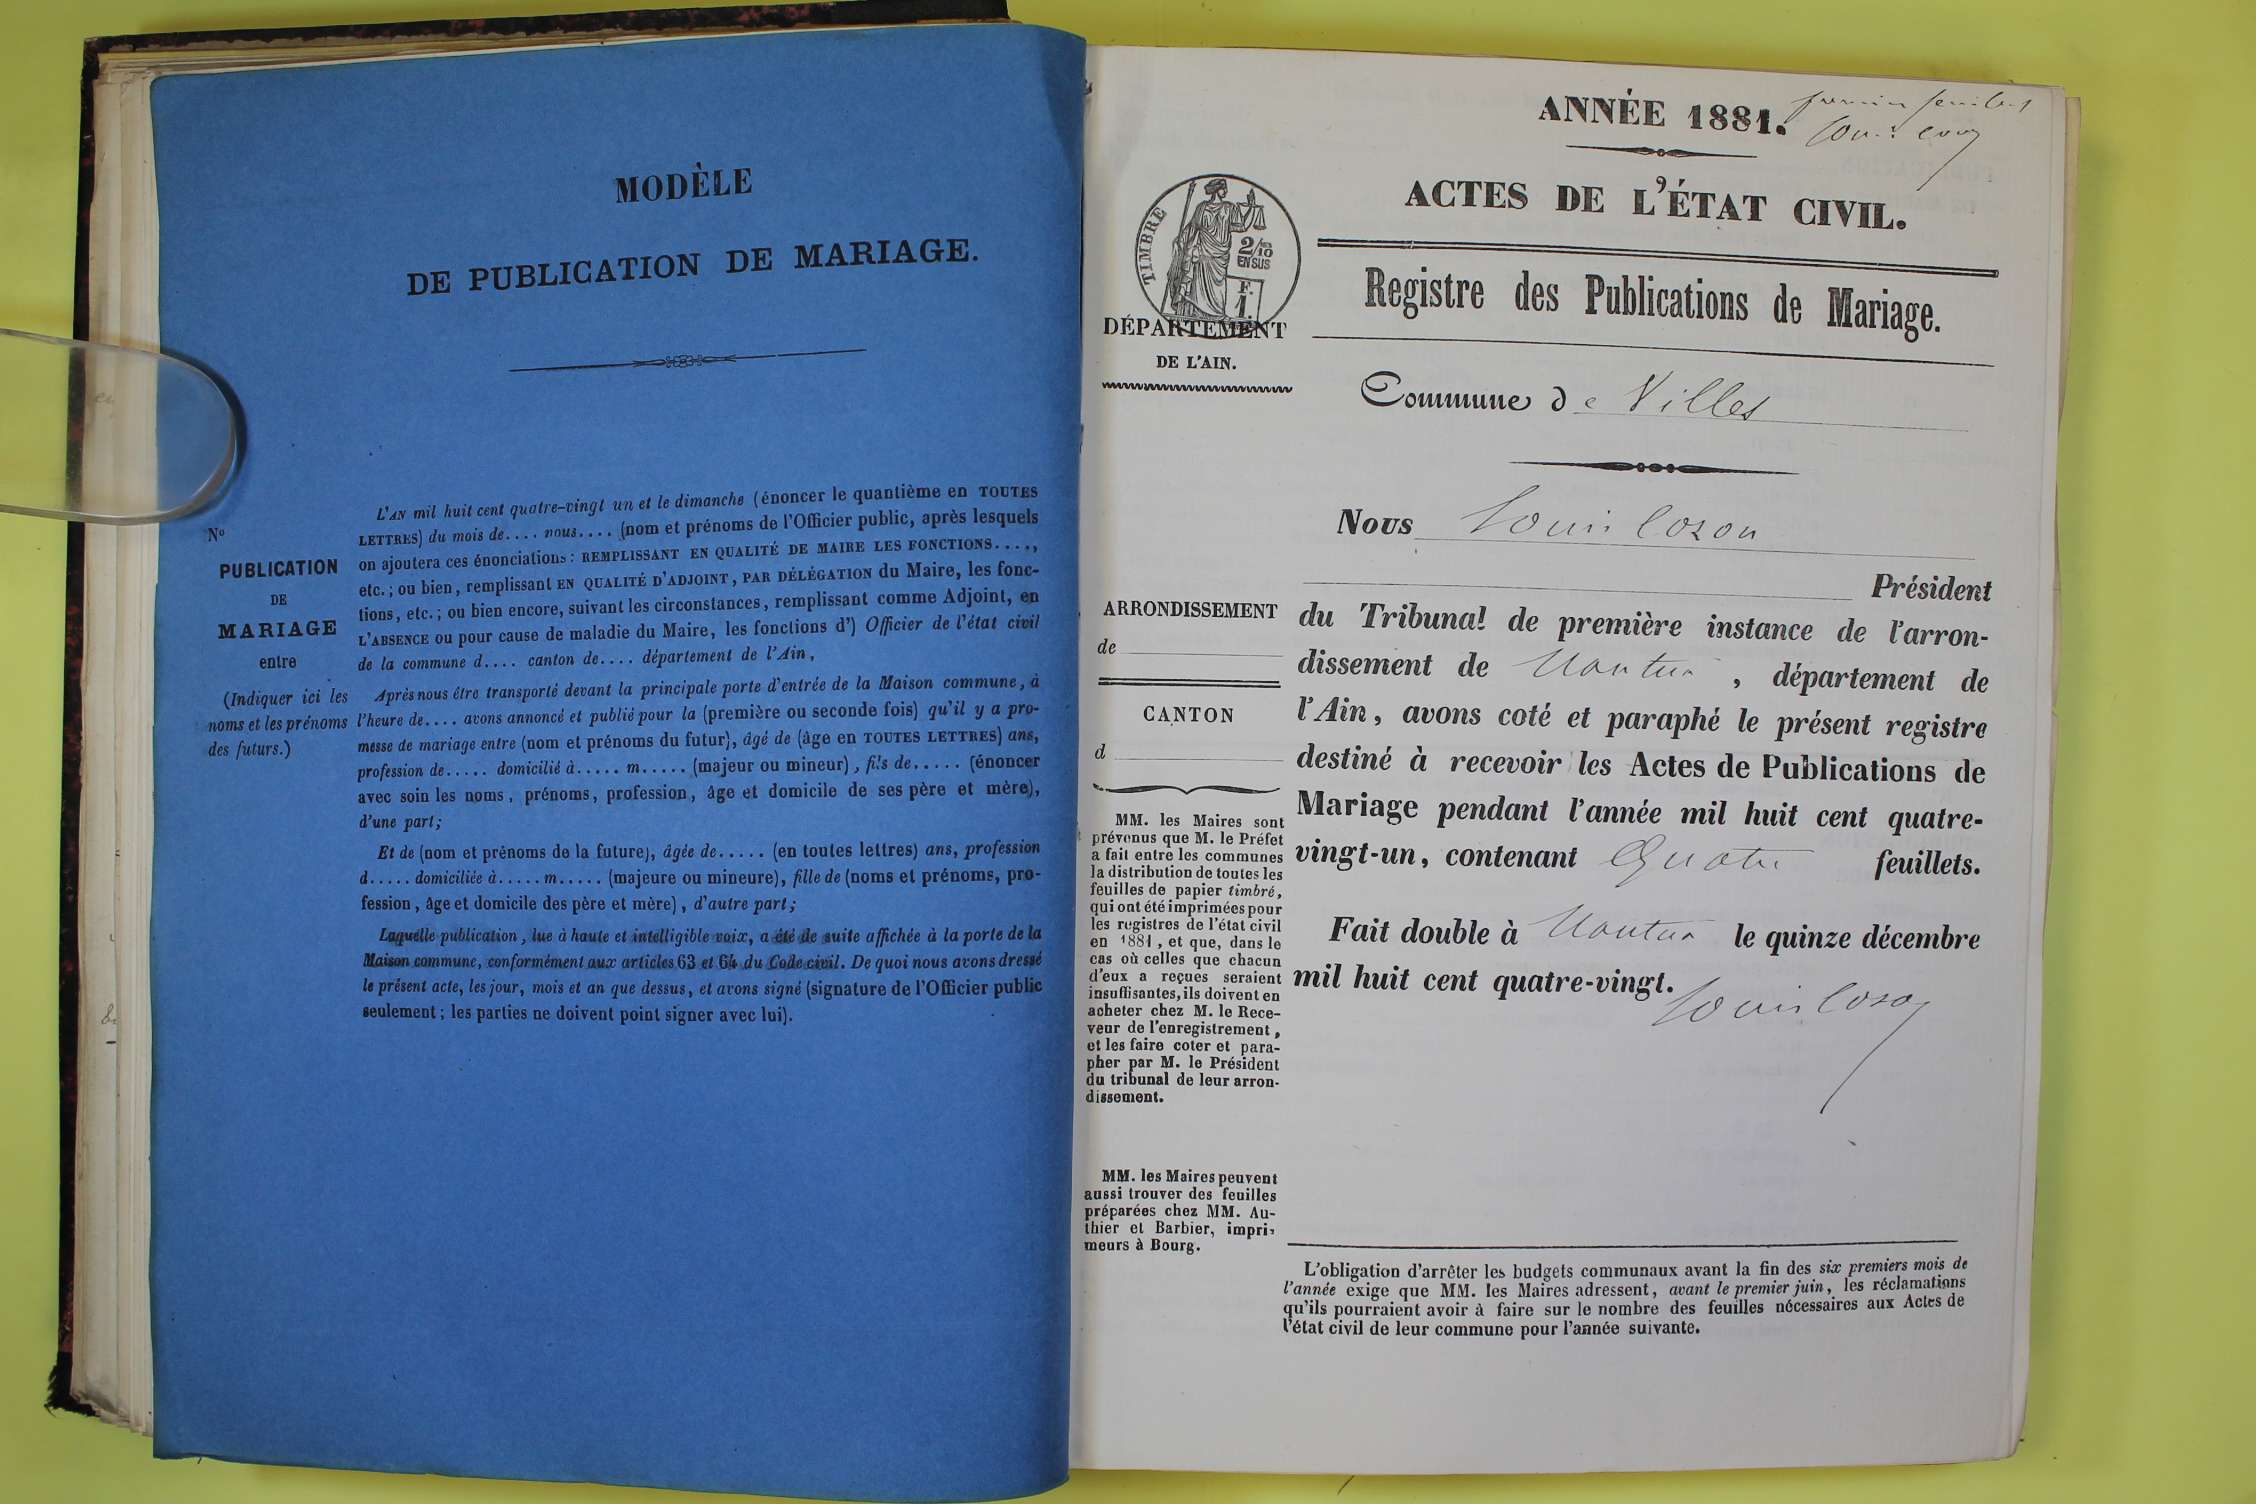 MODÈLE
DE PUBLICATION DE MARIAGE.
N°
PUBLICATION
DE
MARIAGE
entre
(Indiquer ici les
noms et les prénoms
des futurs.)
L'AN mil huit cent quatre-vingt un et le dimanche (énoncer le quantième en TOUTES
LETTRES) du mois de.... nous.... (nom et prénoms de l'Officier public, après lesquels
on ajoutera ces énonciations : REMPLISSANT EN QUALITÉ DE MAIRE LES FONCTIONS....,
etc. ; ou bien, remplissant EN QUALITÉ D'ADJOINT, PAR DÉLÉGATION du Maire, les fonc-
tions, etc. ; ou bien encore, suivant les circonstances, remplissant comme Adjoint, en
L'ABSENCE ou pour cause de maladie du Maire, les fonctions d') Officier de l'état civil
de la commune d.... canton de.... département de l'Ain,
Après nous être transporté devant la principale porte d'entrée de la Maison commune, à
l'heure de.... avons annoncé et publié pour la (première ou seconde fois) qu'il y a pro-
messe de mariage entre (nom et prénoms du futur), âgé de (âge en TOUTES LETTRES) ans,
profession de..... domicilié à..... m..... (majeur ou mineur), fils de..... (énoncer
avec soin les noms, prénoms, profession, âge et domicile de ses père et mère),
d'une part ;
Et de (nom et prénoms de la future), âgée de..... (en toutes lettres) ans, profession
d..... domiciliée à.....m..... (majeure ou mineure), fille de (noms et prénoms, pro-
fession, âge et domicile des père et mère), d'autre part ;
Laquelle publication, lue à haute et intelligible voix, a été de suite affichée à la porte de la
Maison commune, conformément aux articles 63 et 64 du Code civil. De quoi nous avons dressé
le présent acte, les jour, mois et an que dessus, et avons signé (signature de l'Officier public
seulement ; les parties ne doivent point signer avec lui).
ANNÉE 1881.
ACTES DE L'ÉTAT CIVIL.
TIMBRE
2/10
EN SUS
F.
1.
DÉPARTEMENT
DE L'AIN.
Registre des Publications de Mariage.
Commune de Villes
Nous Louis Cozon
Président
du Tribunal de première instance de l'arron-
dissement de Nantua, département de
l'Ain, avons coté et paraphé le présent registre
destiné à recevoir les Actes de Publications de
Mariage pendant l'année mil huit cent quatre-
vingt-un, contenant Quatre feuillets.
Fait double à Nantua le quinze décembre
mil huit cent quatre-vingt.
Louis Cozon
ARRONDISSEMENT
de
CANTON
d
MM. les Maires sont
prévenus que M. le Préfet
a fait entre les communes
la distribution de toutes les
feuilles de papier timbré,
qui ont été imprimées pour
les registres de l'état civil
en 1881, et que, dans le
cas où celles que chacun
d'eux a reçues seraient
insuffisantes, ils doivent en
acheter chez M. le Rece-
veur de l'enregistrement,
et les faire coter et para-
pher par M. le Président
du tribunal de leur arron-
dissement.
MM. les Maires peuvent
aussi trouver des feuilles
préparées chez MM. Au-
thier et Barbier, impri-
meurs à Bourg.
L'obligation d'arrêter les budgets communaux avant la fin des six premiers mois de
l'année exige que MM. les Maires adressent, avant le premier juin, les réclamations
qu'ils pourraient avoir à faire sur le nombre des feuilles nécessaires aux Actes de
l'état civil de leur commune pour l'année suivante.